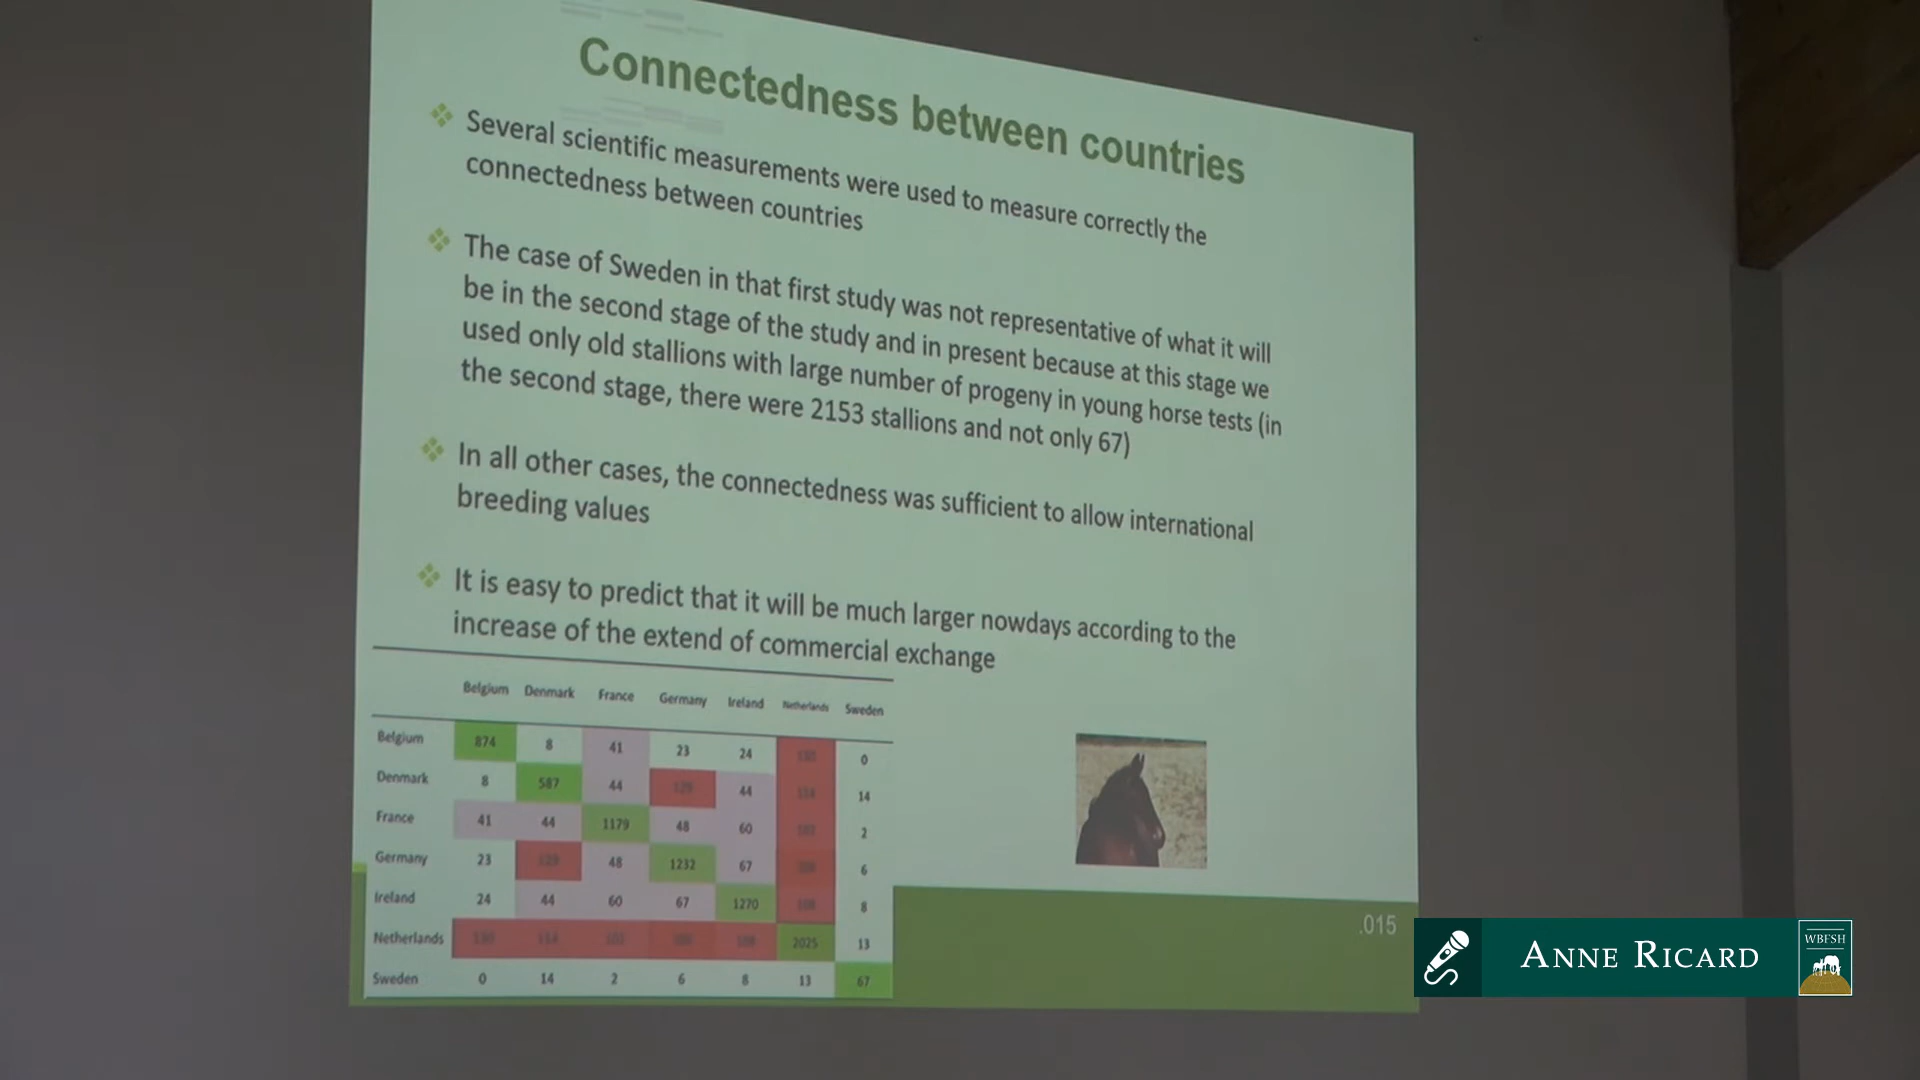 Connectedness between countries
Several scientific measurements were used to measure correctly the
connectedness between countries
The case of Sweden in that first study was not representative of what it will
be in the second stage of the study and in present because at this stage we
used only old stallions with large number of progeny in young horse tests (in
the second stage, there were 2153 stallions and not only 67)
In all other cases, the connectedness was sufficient to allow international
breeding values
It is easy to predict that it will be much larger nowdays according to the
increase of the extend of commercial exchange
Belgium Denmark France Germany Ireland Netherlands Sweden
Belgium 874 8 41 23 24 0
Denmark 8 587 44 129 44 114 14
France 41 44 1179 48 60 2
Germany 23 129 48 1232 67 6
Ireland 24 44 60 67 1270 8
Netherlands 114 2025 13
Sweden 0 14 2 6 8 13 67
.015
ANNE RICARD
WBFSH